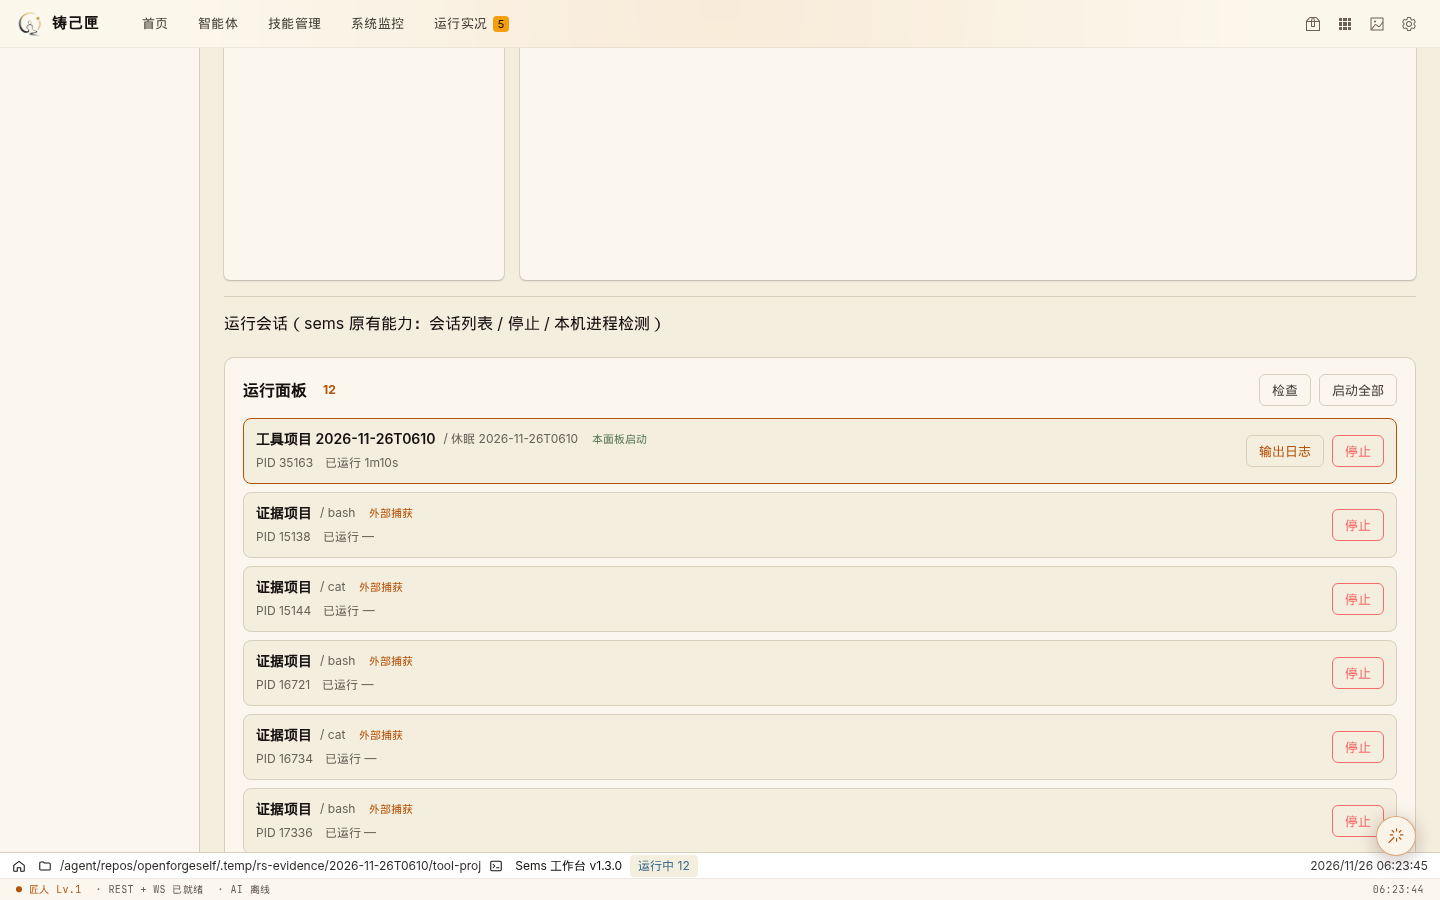 铸己匣 首页 智能体 技能管理 系统监控 运行实况 5
运行会话（sems 原有能力：会话列表 / 停止 / 本机进程检测）
运行面板 12 检查 启动全部
工具项目 2026-11-26T0610 / 休眠 2026-11-26T0610 本面板启动
PID 35163 已运行 1m10s 输出日志 停止
证据项目 / bash 外部捕获
PID 15138 已运行 — 停止
证据项目 / cat 外部捕获
PID 15144 已运行 — 停止
证据项目 / bash 外部捕获
PID 16721 已运行 — 停止
证据项目 / cat 外部捕获
PID 16734 已运行 — 停止
证据项目 / bash 外部捕获
PID 17336 已运行 — 停止
/agent/repos/openforgeself/.temp/rs-evidence/2026-11-26T0610/tool-proj Sems 工作台 v1.3.0 运行中 12 2026/11/26 06:23:45
匠人 Lv.1 · REST + WS 已就绪 · AI 离线 06:23:44